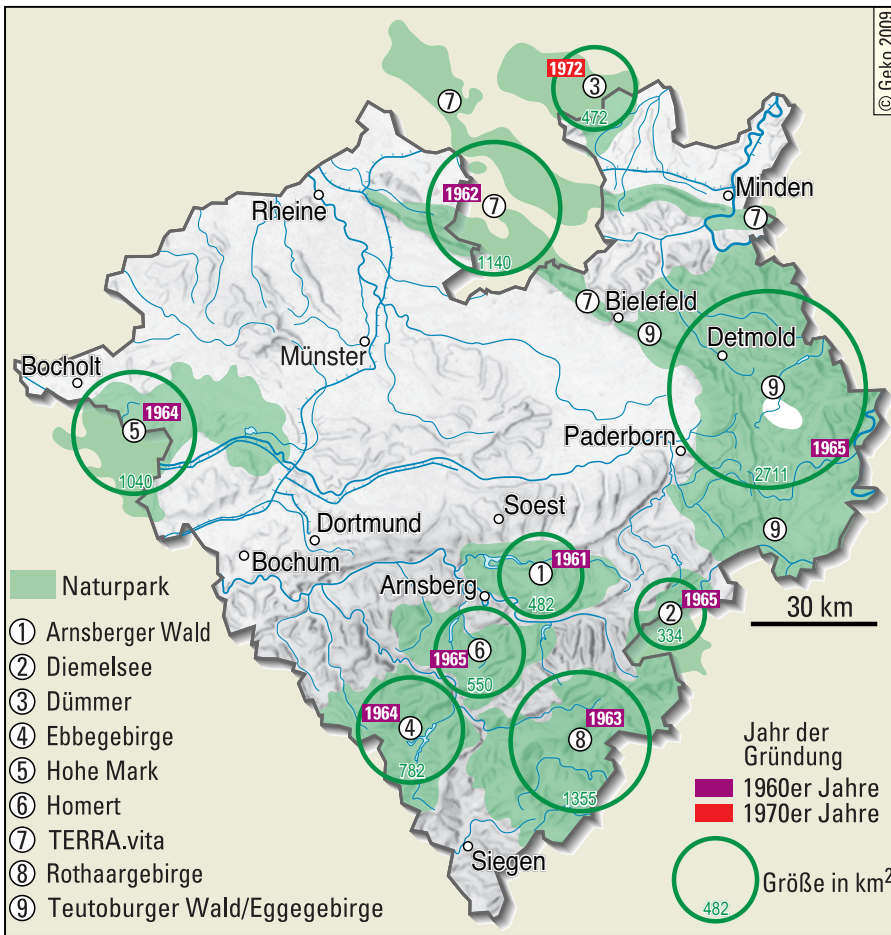 © Geko 2009
1972
3
472
7
1962
7
1140
Rheine
Minden
7
7
Bielefeld
9
Detmold
9
Münster
Bocholt
1964
5
1040
Paderborn
1965
2711
9
Soest
Dortmund
Bochum
1961
1
482
Arnsberg
1965
2
334
30 km
6
1965
550
1964
4
782
1963
8
1355
Siegen
Naturpark
1 Arnsberger Wald
2 Diemelsee
3 Dümmer
4 Ebbegebirge
5 Hohe Mark
6 Homert
7 TERRA.vita
8 Rothaargebirge
9 Teutoburger Wald/Eggegebirge
Jahr der
Gründung
1960er Jahre
1970er Jahre
Größe in km²
482